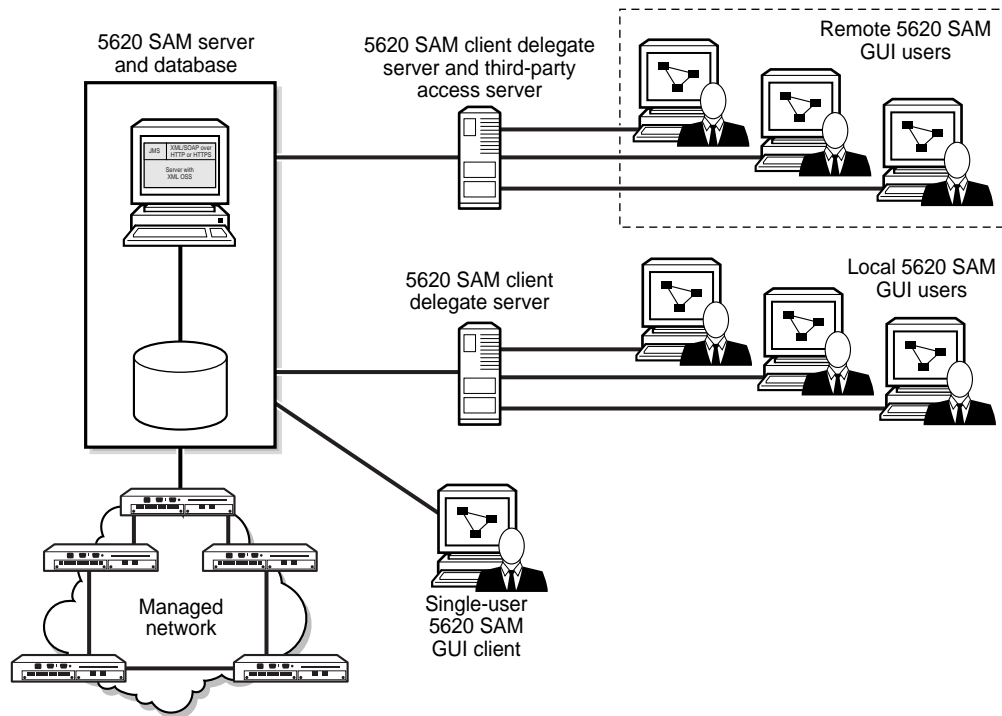 5620 SAM server
and database
5620 SAM client delegate
server and third-party
access server
Remote 5620 SAM
GUI users
JMS
XML/SOAP over
HTTP or HTTPS
Server with
XML OSS
5620 SAM client
delegate server
Local 5620 SAM
GUI users
Managed
network
Single-user
5620 SAM
GUI client